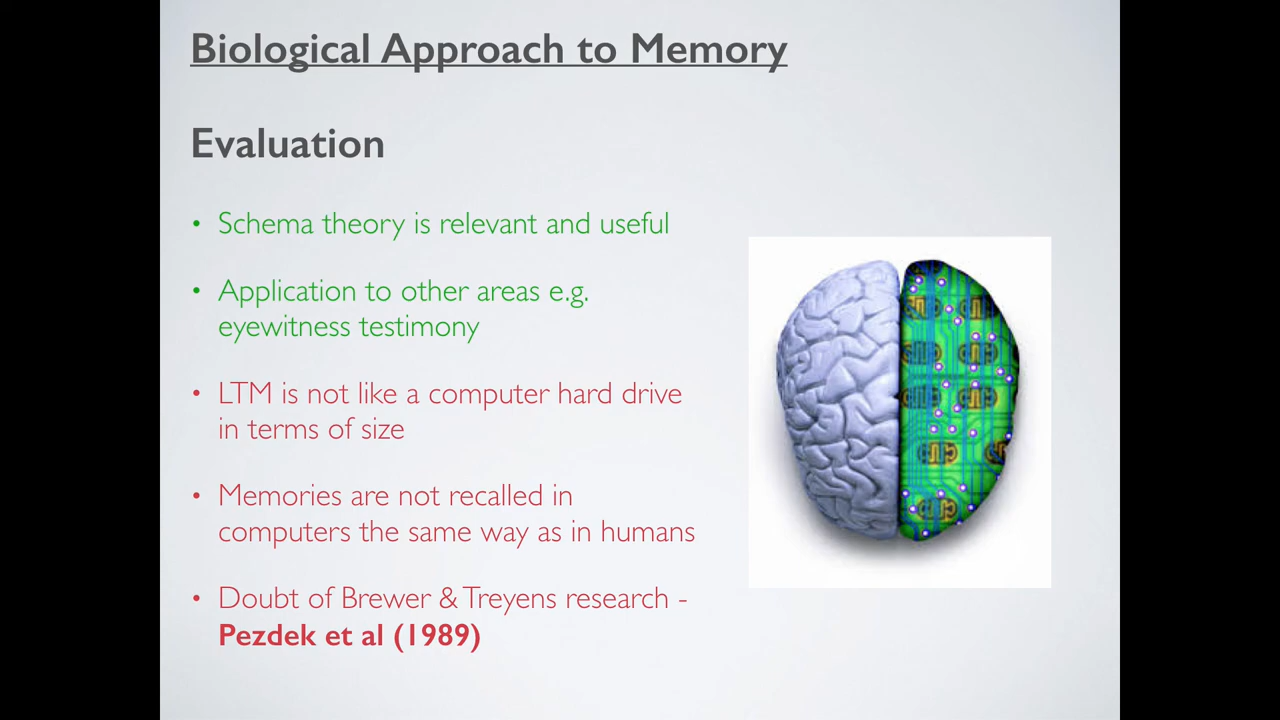 Biological Approach to Memory
Evaluation
• Schema theory is relevant and useful
• Application to other areas e.g.
eyewitness testimony
• LTM is not like a computer hard drive
in terms of size
• Memories are not recalled in
computers the same way as in humans
• Doubt of Brewer & Treyens research -
Pezdek et al (1989)